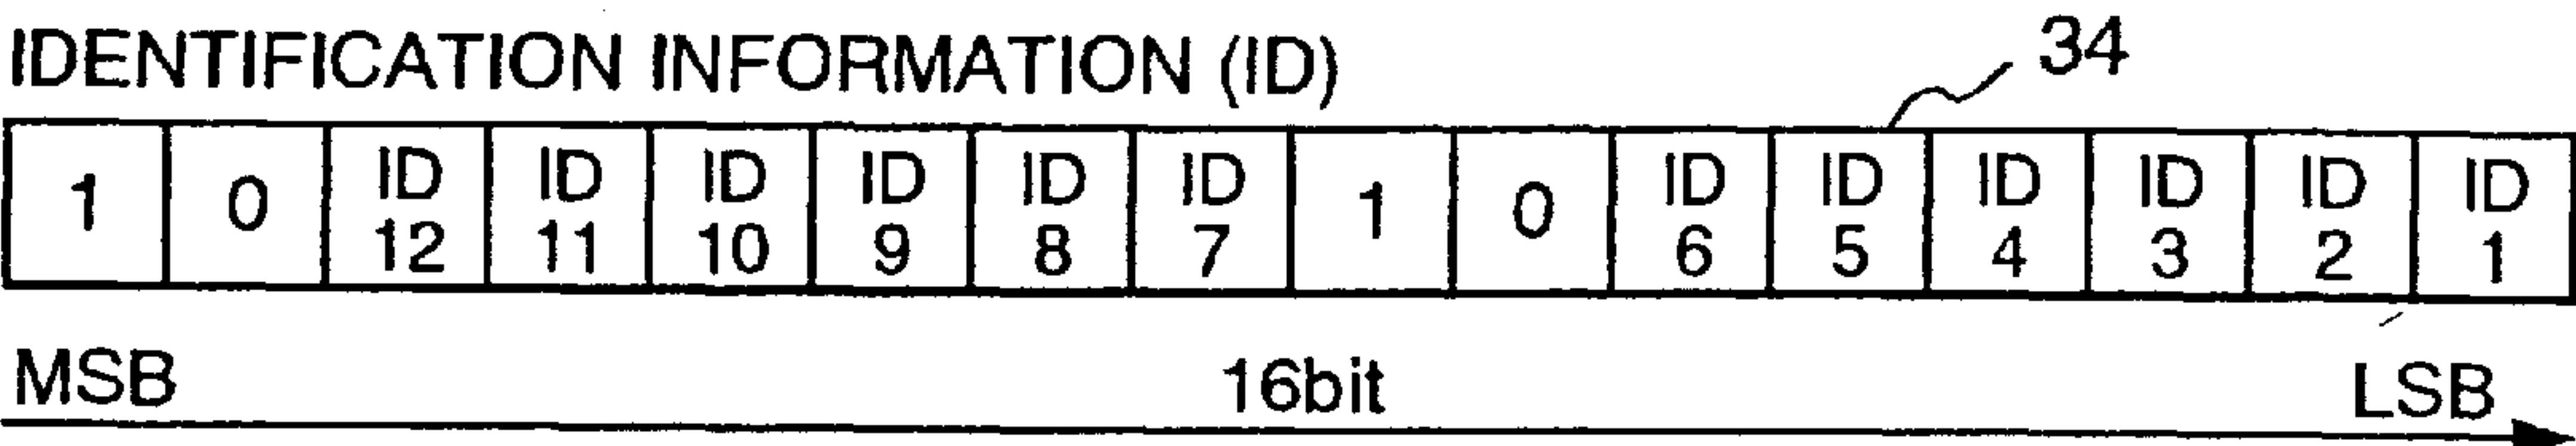 IDENTIFICATION INFORMATION (ID)
34
1 0 ID 12 ID 11 ID 10 ID 9 ID 8 ID 7 1 0 ID 6 ID 5 ID 4 ID 3 ID 2 ID 1
MSB 16bit LSB